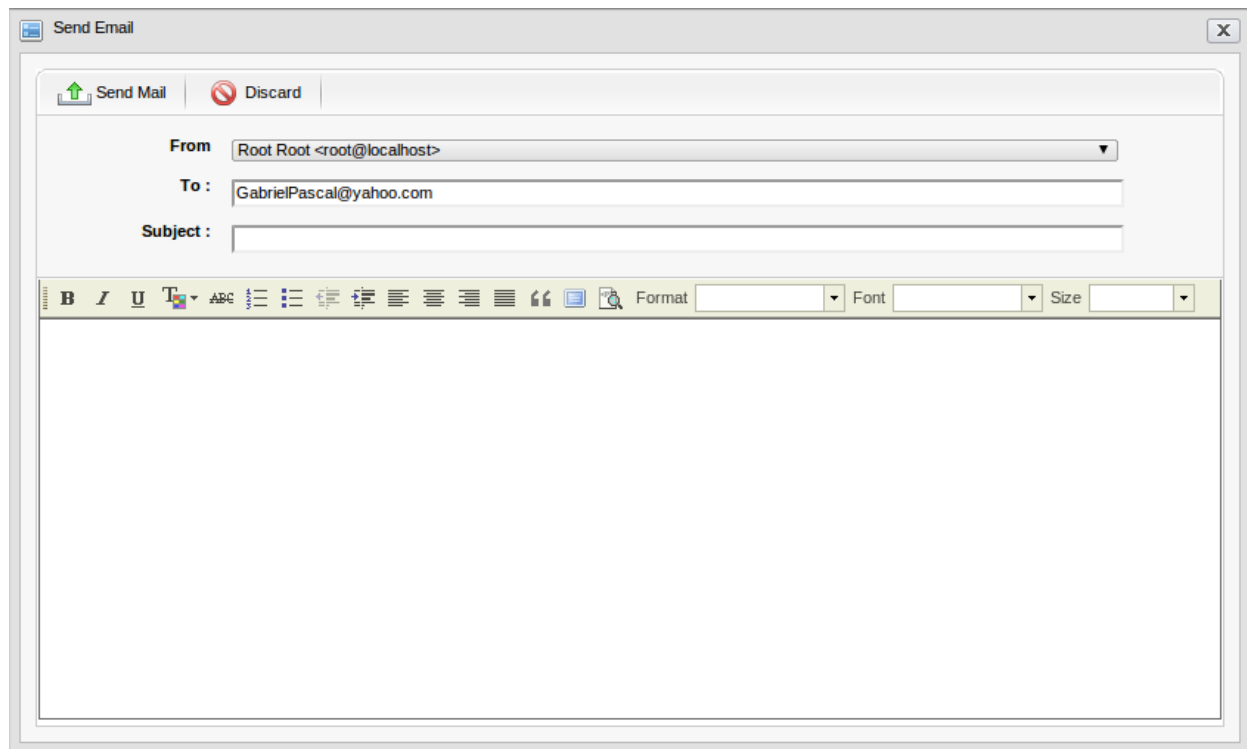 Send Email
X
Send Mail Discard
From Root Root <root@localhost>
To : GabrielPascal@yahoo.com
Subject :
B I U T ABC Format Font Size